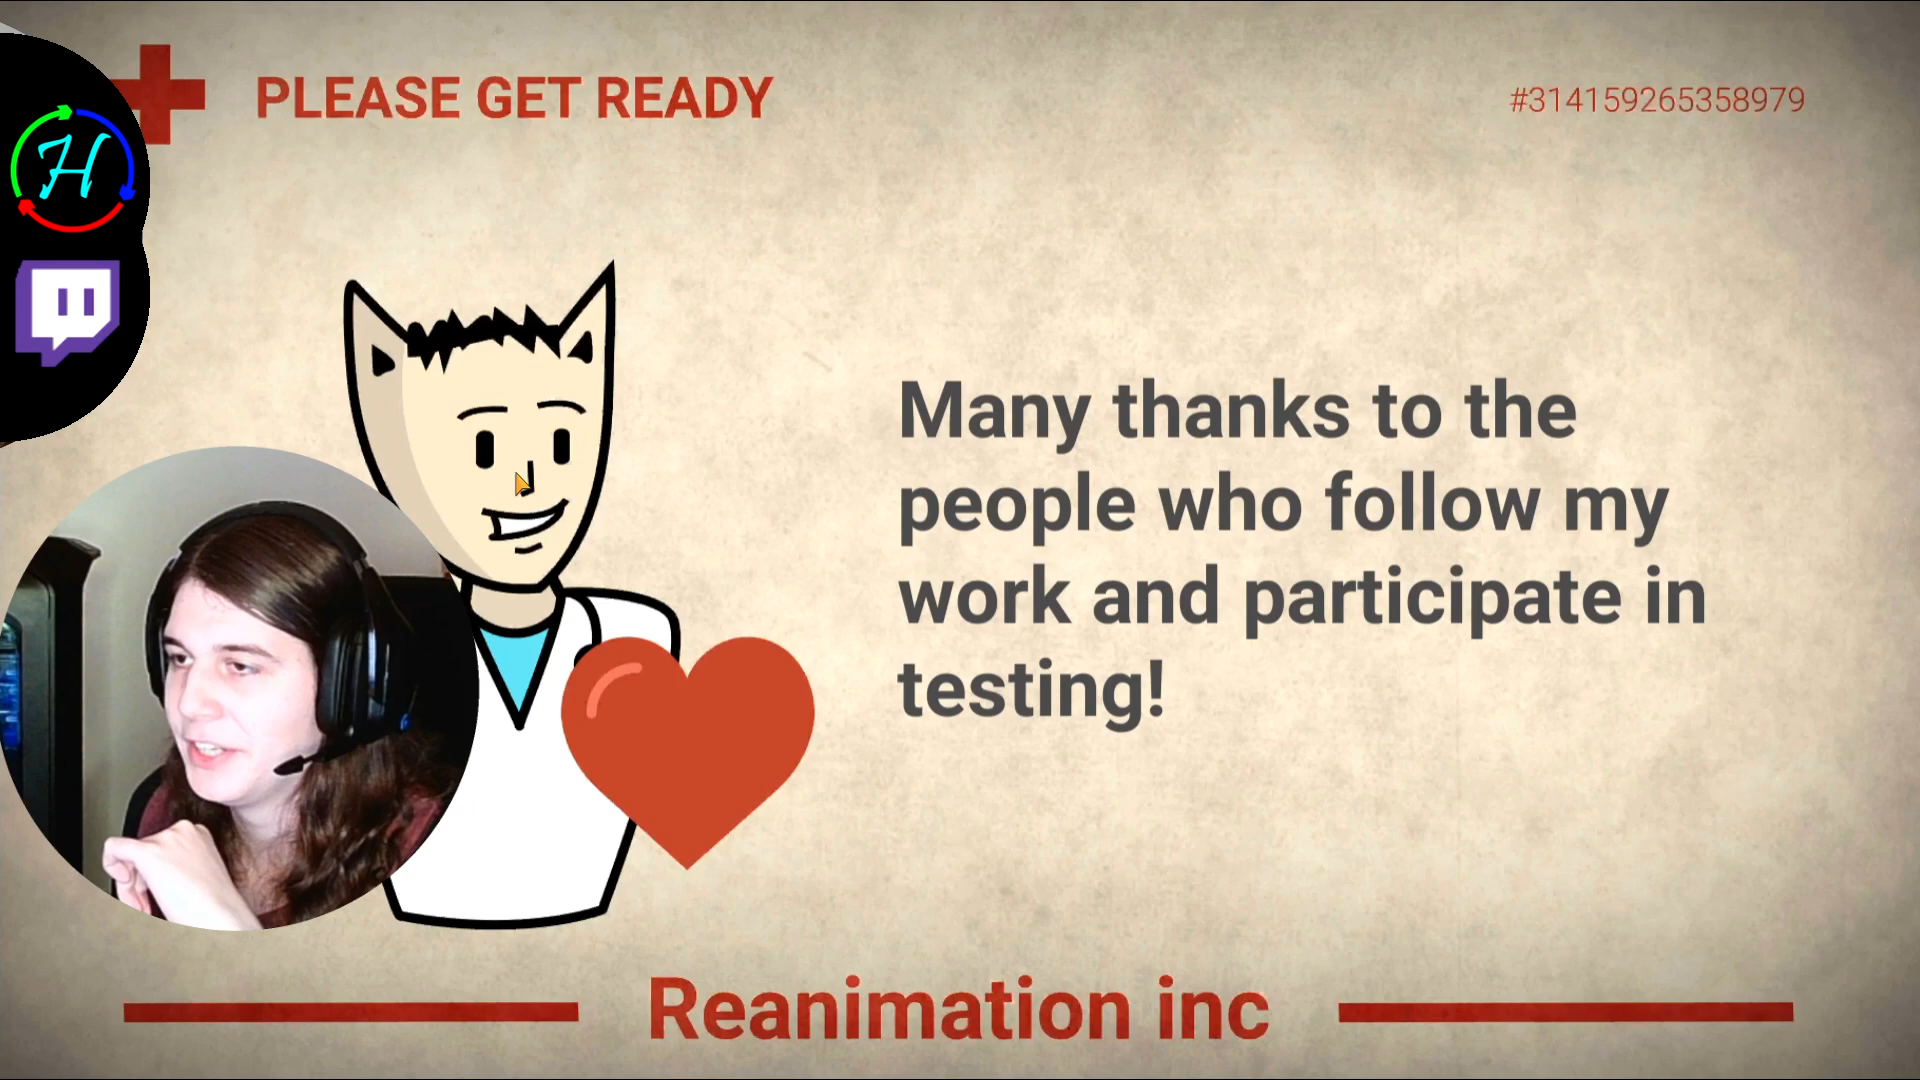 PLEASE GET READY
#314159265358979
H
Many thanks to the
people who follow my
work and participate in
testing!
Reanimation inc